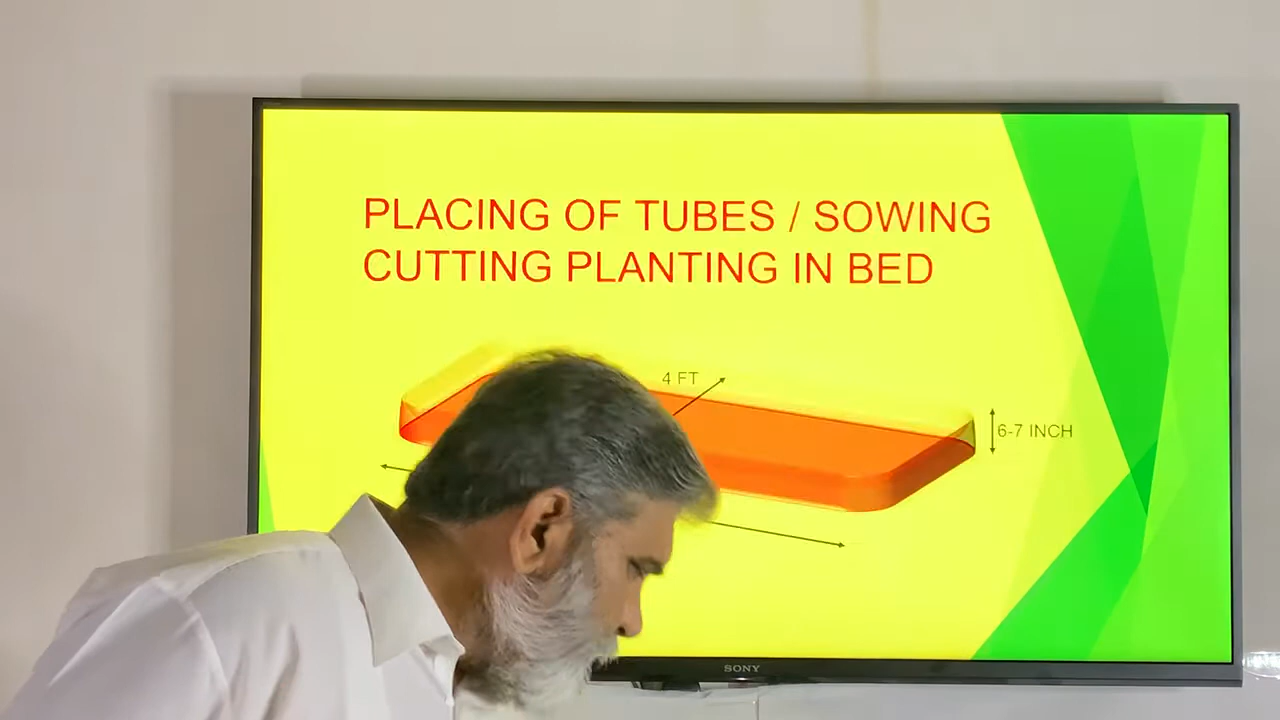 PLACING OF TUBES / SOWING
CUTTING PLANTING IN BED
4 FT
6-7 INCH
SONY